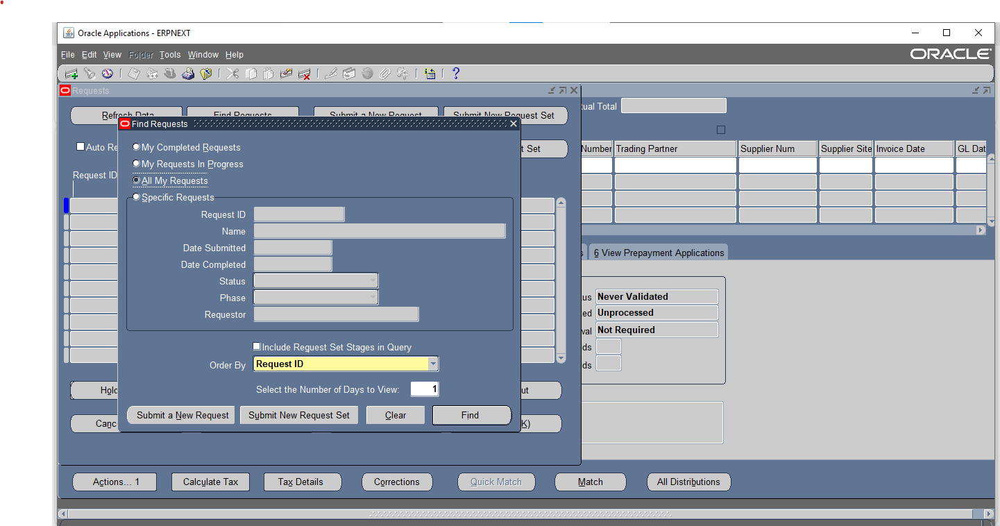 Oracle Applications - ERPNEXT
File Edit View Folder Tools Window Help
ORACLE
Requests
Refresh Data Find Requests Submit a New Request Submit New Request Set
tual Total
Find Requests
Auto Re
My Completed Requests
t Set
Number Trading Partner Supplier Num Supplier Site Invoice Date GL Dat
My Requests In Progress
Request ID
All My Requests
Specific Requests
Request ID
Name
Date Submitted
Date Completed
6 View Prepayment Applications
Status
Phase
Requestor
us Never Validated
ed Unprocessed
val Not Required
ds
ds
Include Request Set Stages in Query
Order By Request ID
Select the Number of Days to View: 1
Hold
ut
Submit a New Request Submit New Request Set Clear Find
Canc
K)
Actions... 1 Calculate Tax Tax Details Corrections Quick Match Match All Distributions